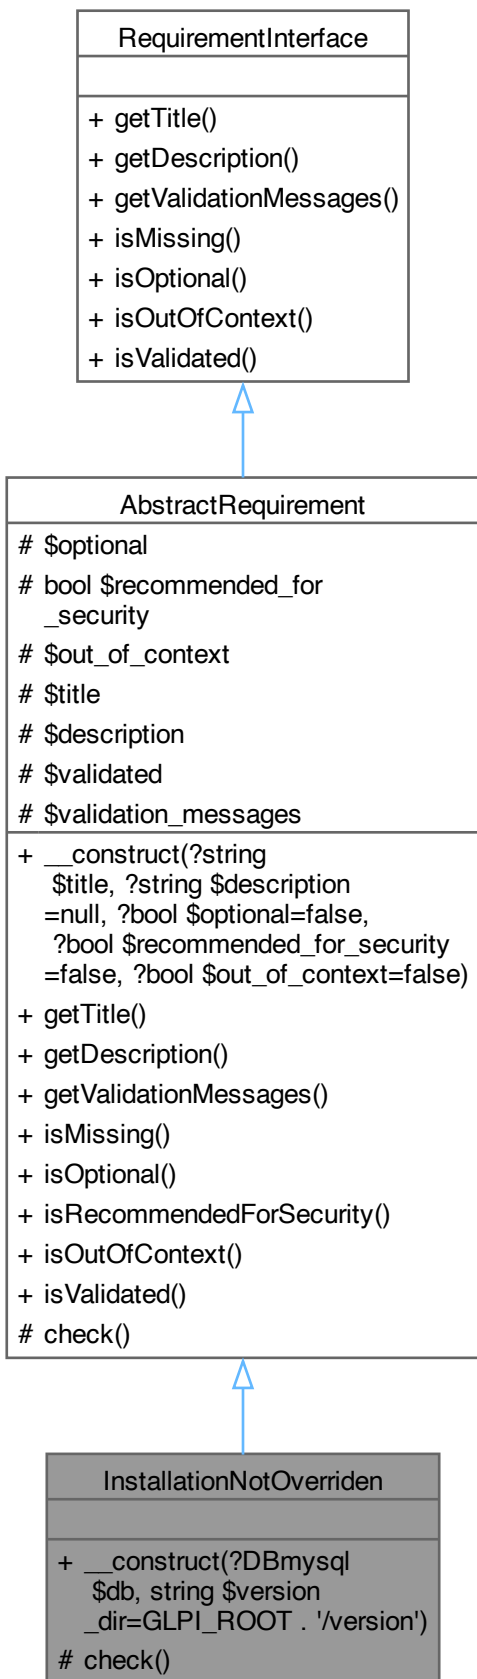 RequirementInterface
+ getTitle()
+ getDescription()
+ getValidationMessages()
+ isMissing()
+ isOptional()
+ isOutOfContext()
+ isValidated()
AbstractRequirement
# $optional
# bool $recommended_for
_security
# $out_of_context
# $title
# $description
# $validated
# $validation_messages
+ __construct(?string
$title, ?string $description
=null, ?bool $optional=false,
?bool $recommended_for_security
=false, ?bool $out_of_context=false)
+ getTitle()
+ getDescription()
+ getValidationMessages()
+ isMissing()
+ isOptional()
+ isRecommendedForSecurity()
+ isOutOfContext()
+ isValidated()
# check()
InstallationNotOverriden
+ __construct(?DBmysql
$db, string $version
_dir=GLPI_ROOT . '/version')
# check()